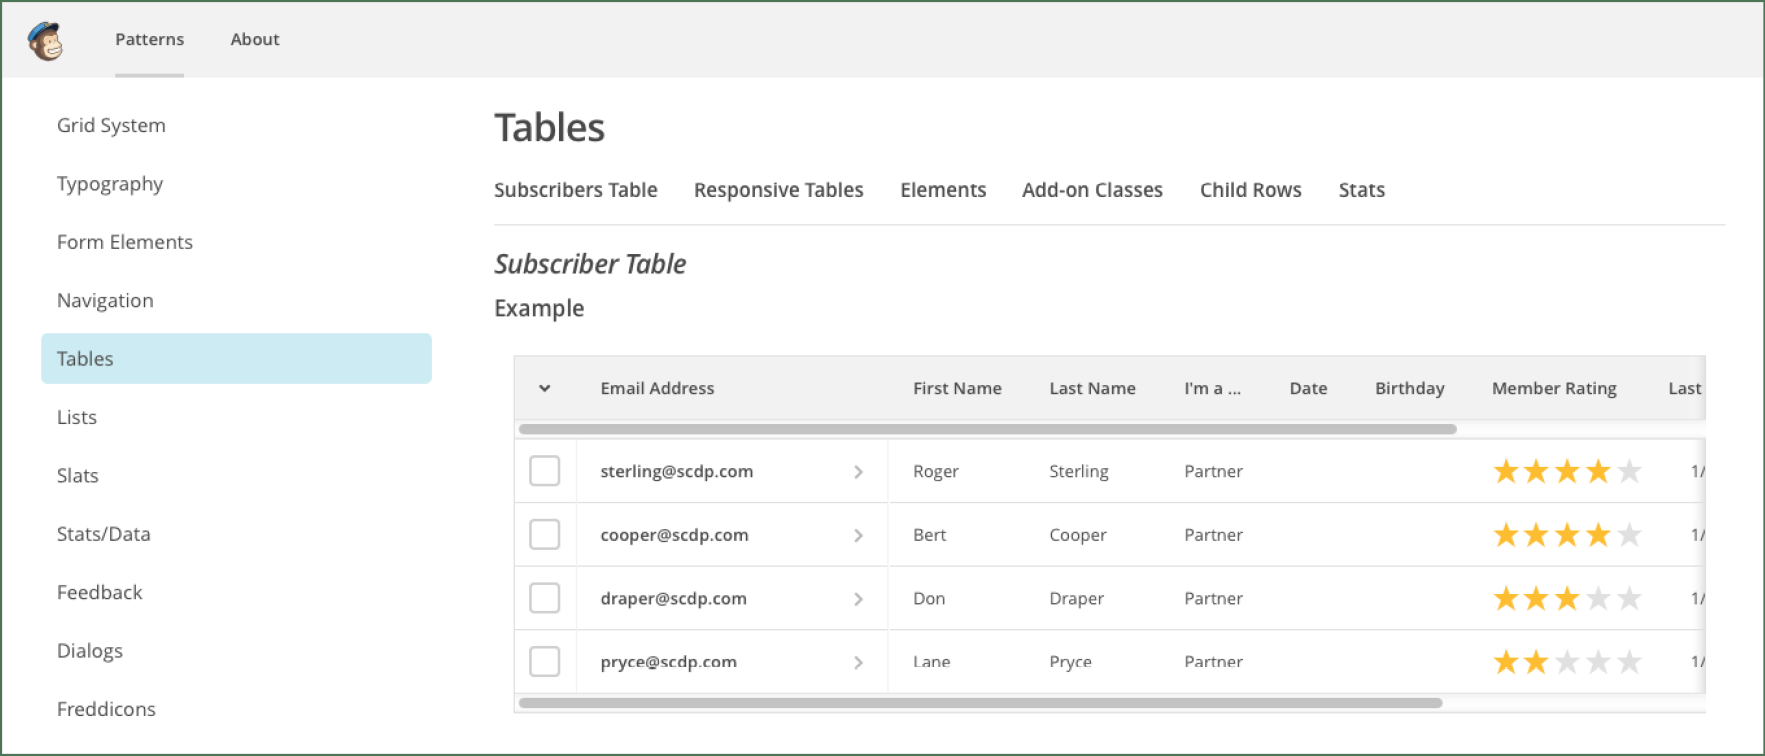 Patterns About
Grid System
Typography
Form Elements
Navigation
Tables
Lists
Slats
Stats/Data
Feedback
Dialogs
Freddicons
Tables
Subscribers Table Responsive Tables Elements Add-on Classes Child Rows Stats
Subscriber Table
Example
Email Address First Name Last Name I'm a ... Date Birthday Member Rating Last
sterling@scdp.com Roger Sterling Partner 1/
cooper@scdp.com Bert Cooper Partner 1/
draper@scdp.com Don Draper Partner 1/
pryce@scdp.com Lane Pryce Partner 1/